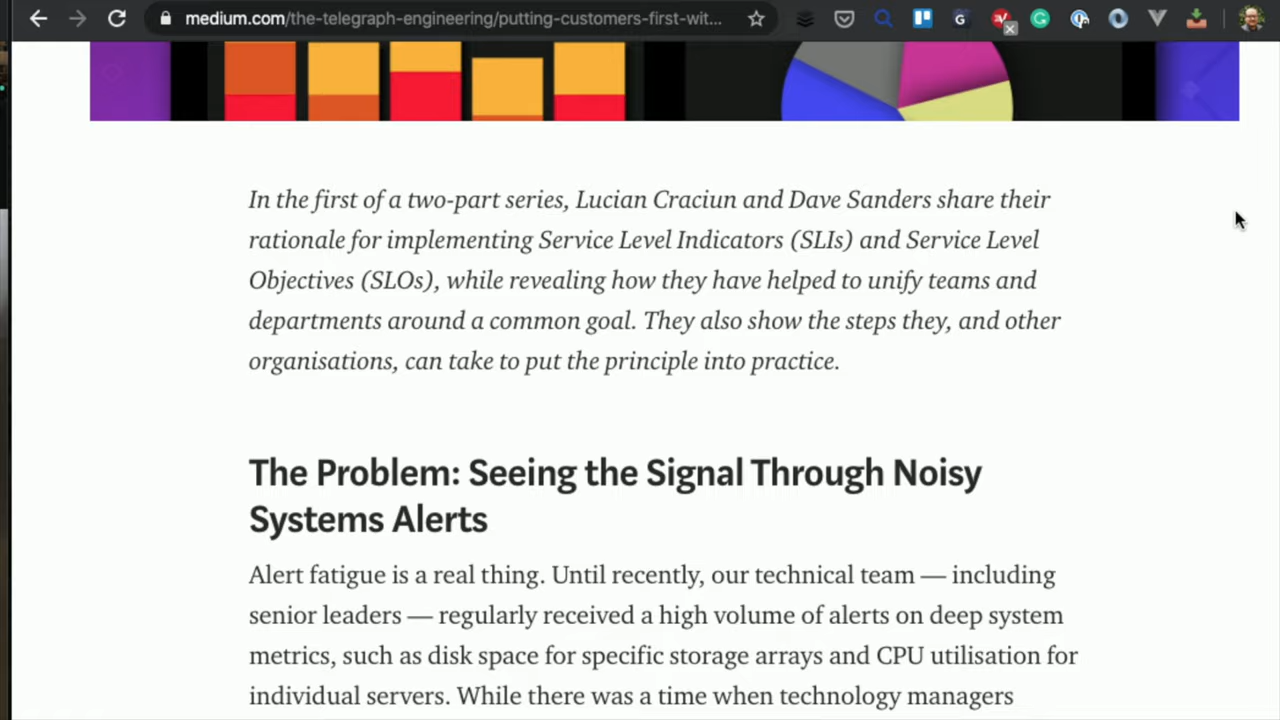 medium.com/the-telegraph-engineering/putting-customers-first-wit...
In the first of a two-part series, Lucian Craciun and Dave Sanders share their
rationale for implementing Service Level Indicators (SLIs) and Service Level
Objectives (SLOs), while revealing how they have helped to unify teams and
departments around a common goal. They also show the steps they, and other
organisations, can take to put the principle into practice.
The Problem: Seeing the Signal Through Noisy
Systems Alerts
Alert fatigue is a real thing. Until recently, our technical team — including
senior leaders — regularly received a high volume of alerts on deep system
metrics, such as disk space for specific storage arrays and CPU utilisation for
individual servers. While there was a time when technology managers